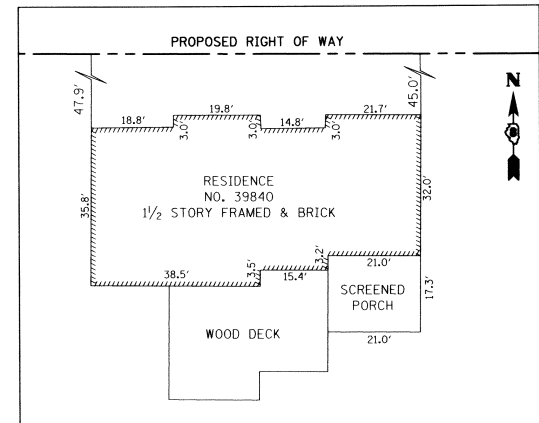 PROPOSED RIGHT OF WAY
47.9'
45.0'
N
18.8'
19.8'
14.8'
21.7'
3.0'
3.0'
3.0'
RESIDENCE
NO. 39840
1 1/2 STORY FRAMED & BRICK
35.8'
32.0'
38.5'
3.5'
15.4'
3.2'
21.0'
SCREENED
PORCH
17.3'
WOOD DECK
21.0'